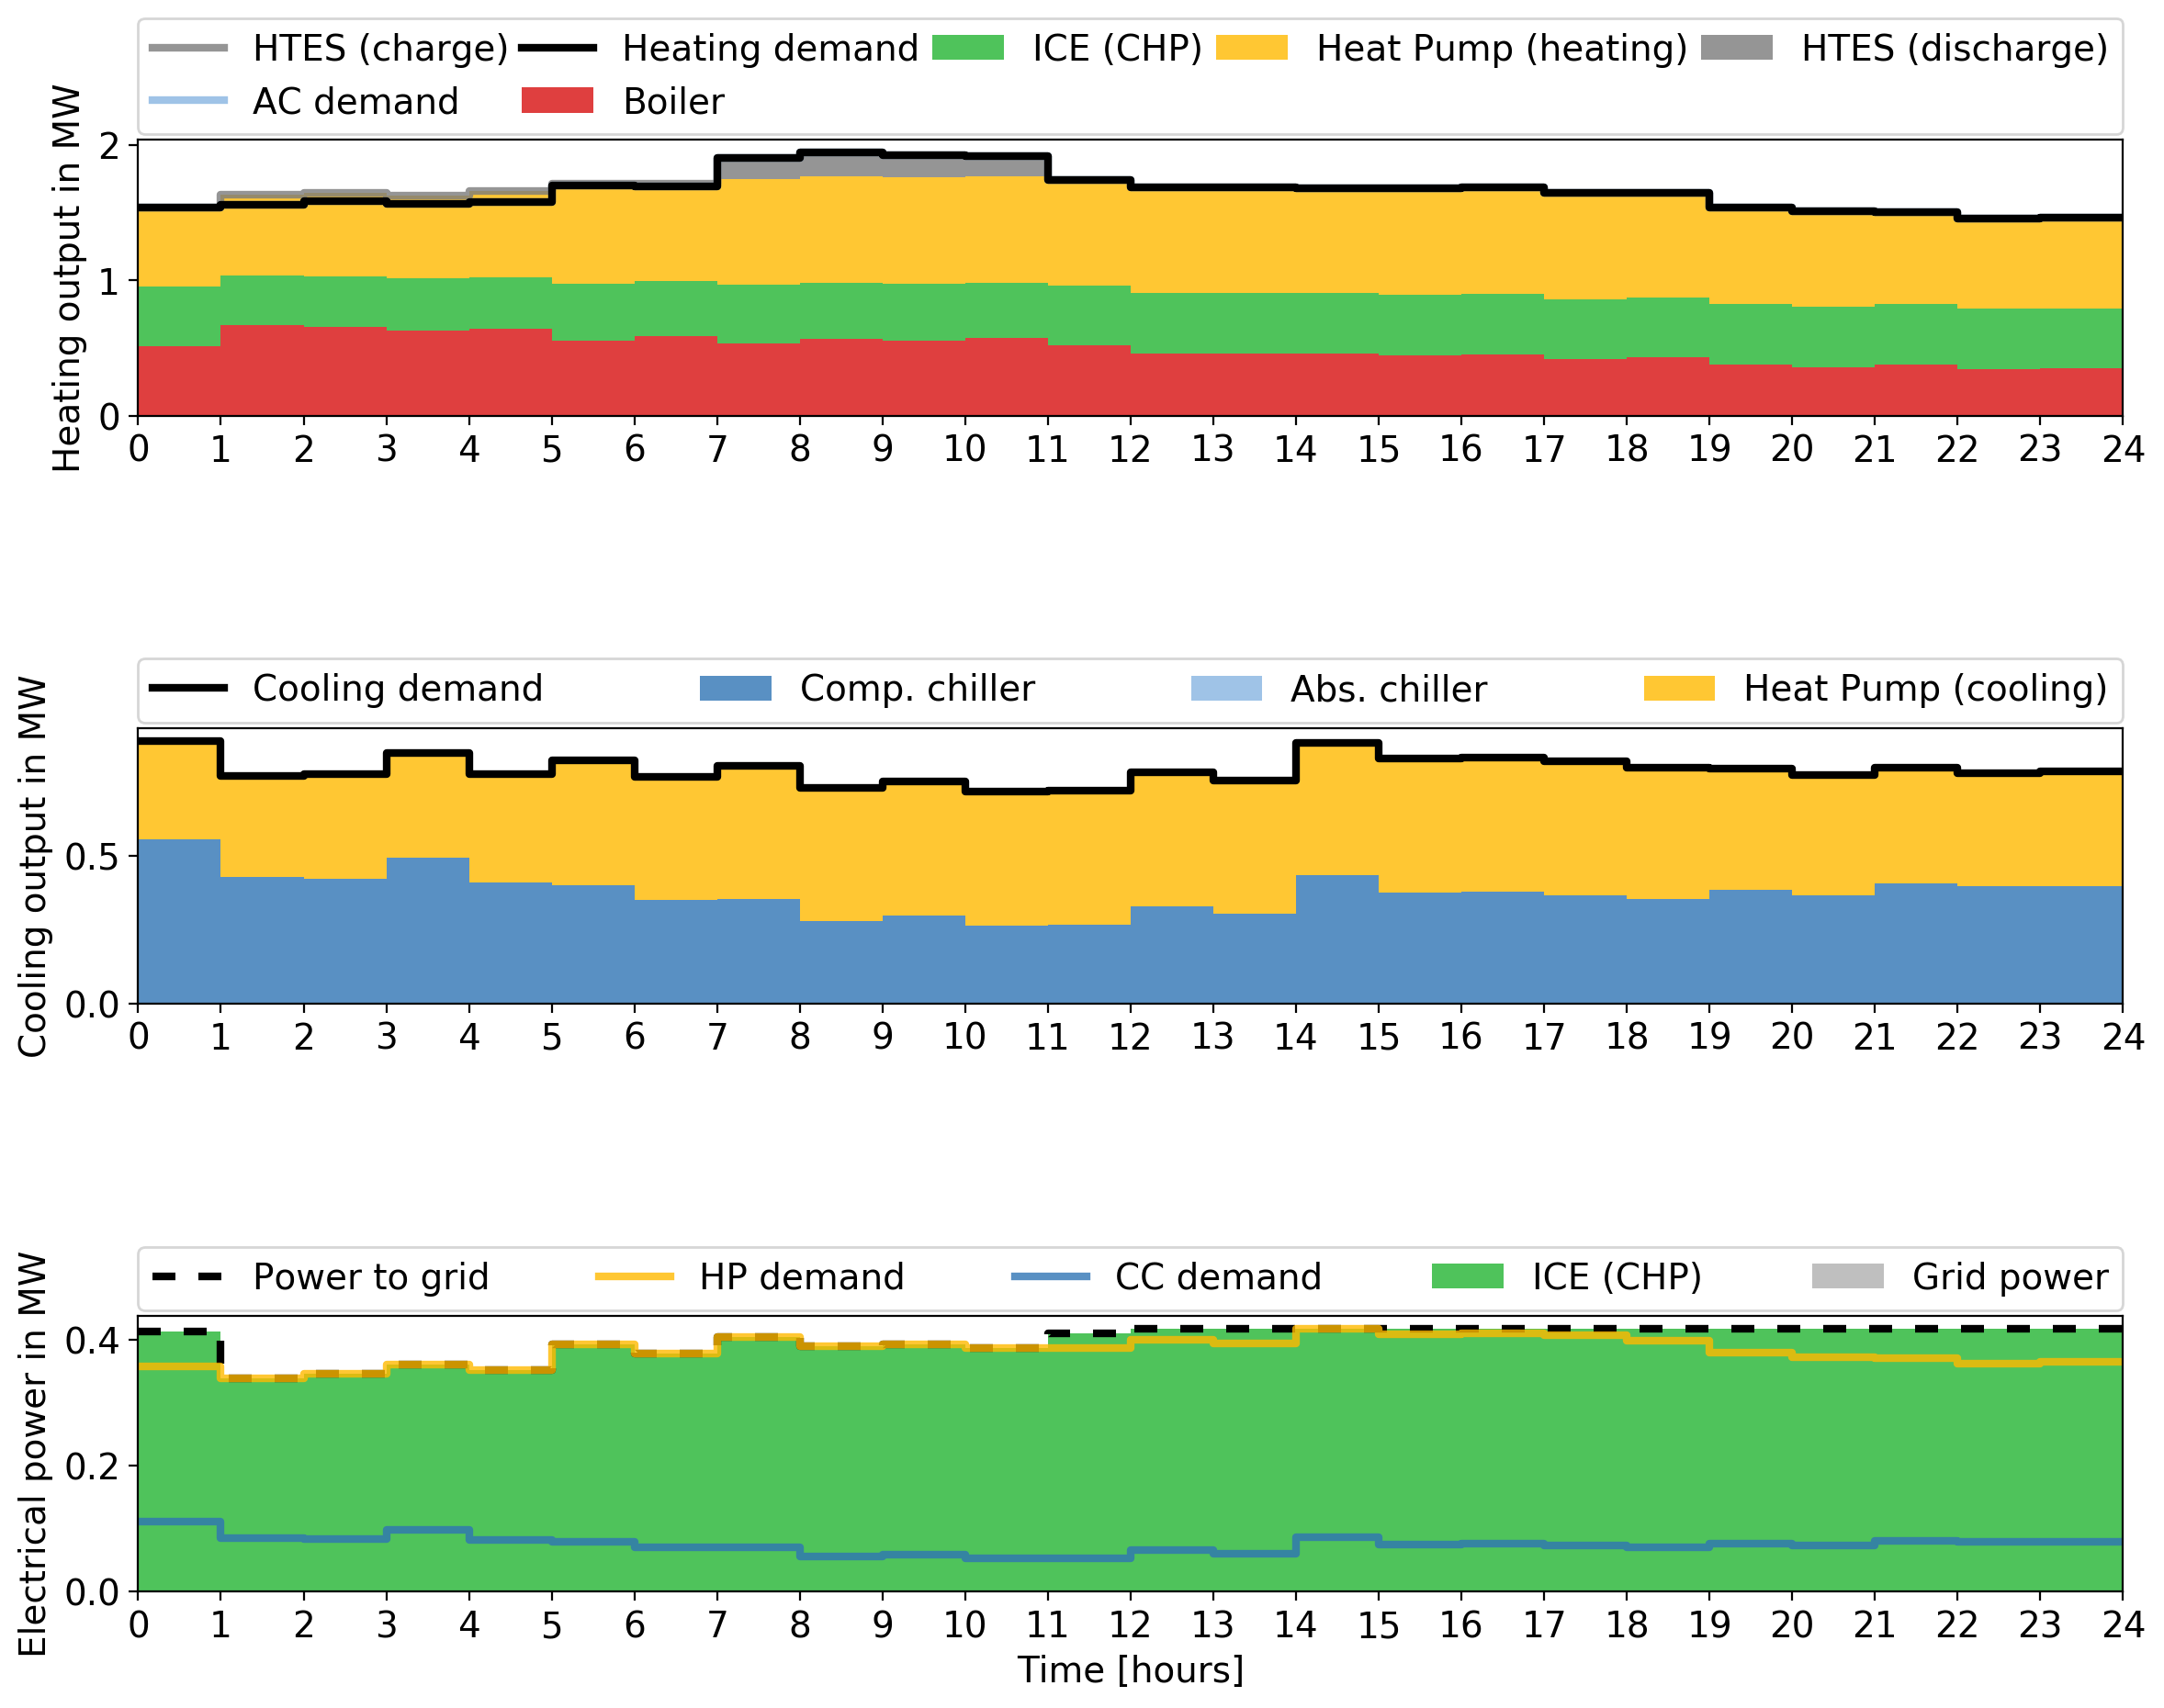 HTES (charge) Heating demand ICE (CHP) Heat Pump (heating) HTES (discharge)
AC demand Boiler
Heating output in MW
2
1
0
0 1 2 3 4 5 6 7 8 9 10 11 12 13 14 15 16 17 18 19 20 21 22 23 24
Cooling demand Comp. chiller Abs. chiller Heat Pump (cooling)
Cooling output in MW
0.5
0.0
0 1 2 3 4 5 6 7 8 9 10 11 12 13 14 15 16 17 18 19 20 21 22 23 24
Power to grid HP demand CC demand ICE (CHP) Grid power
Electrical power in MW
0.4
0.2
0.0
0 1 2 3 4 5 6 7 8 9 10 11 12 13 14 15 16 17 18 19 20 21 22 23 24
Time [hours]